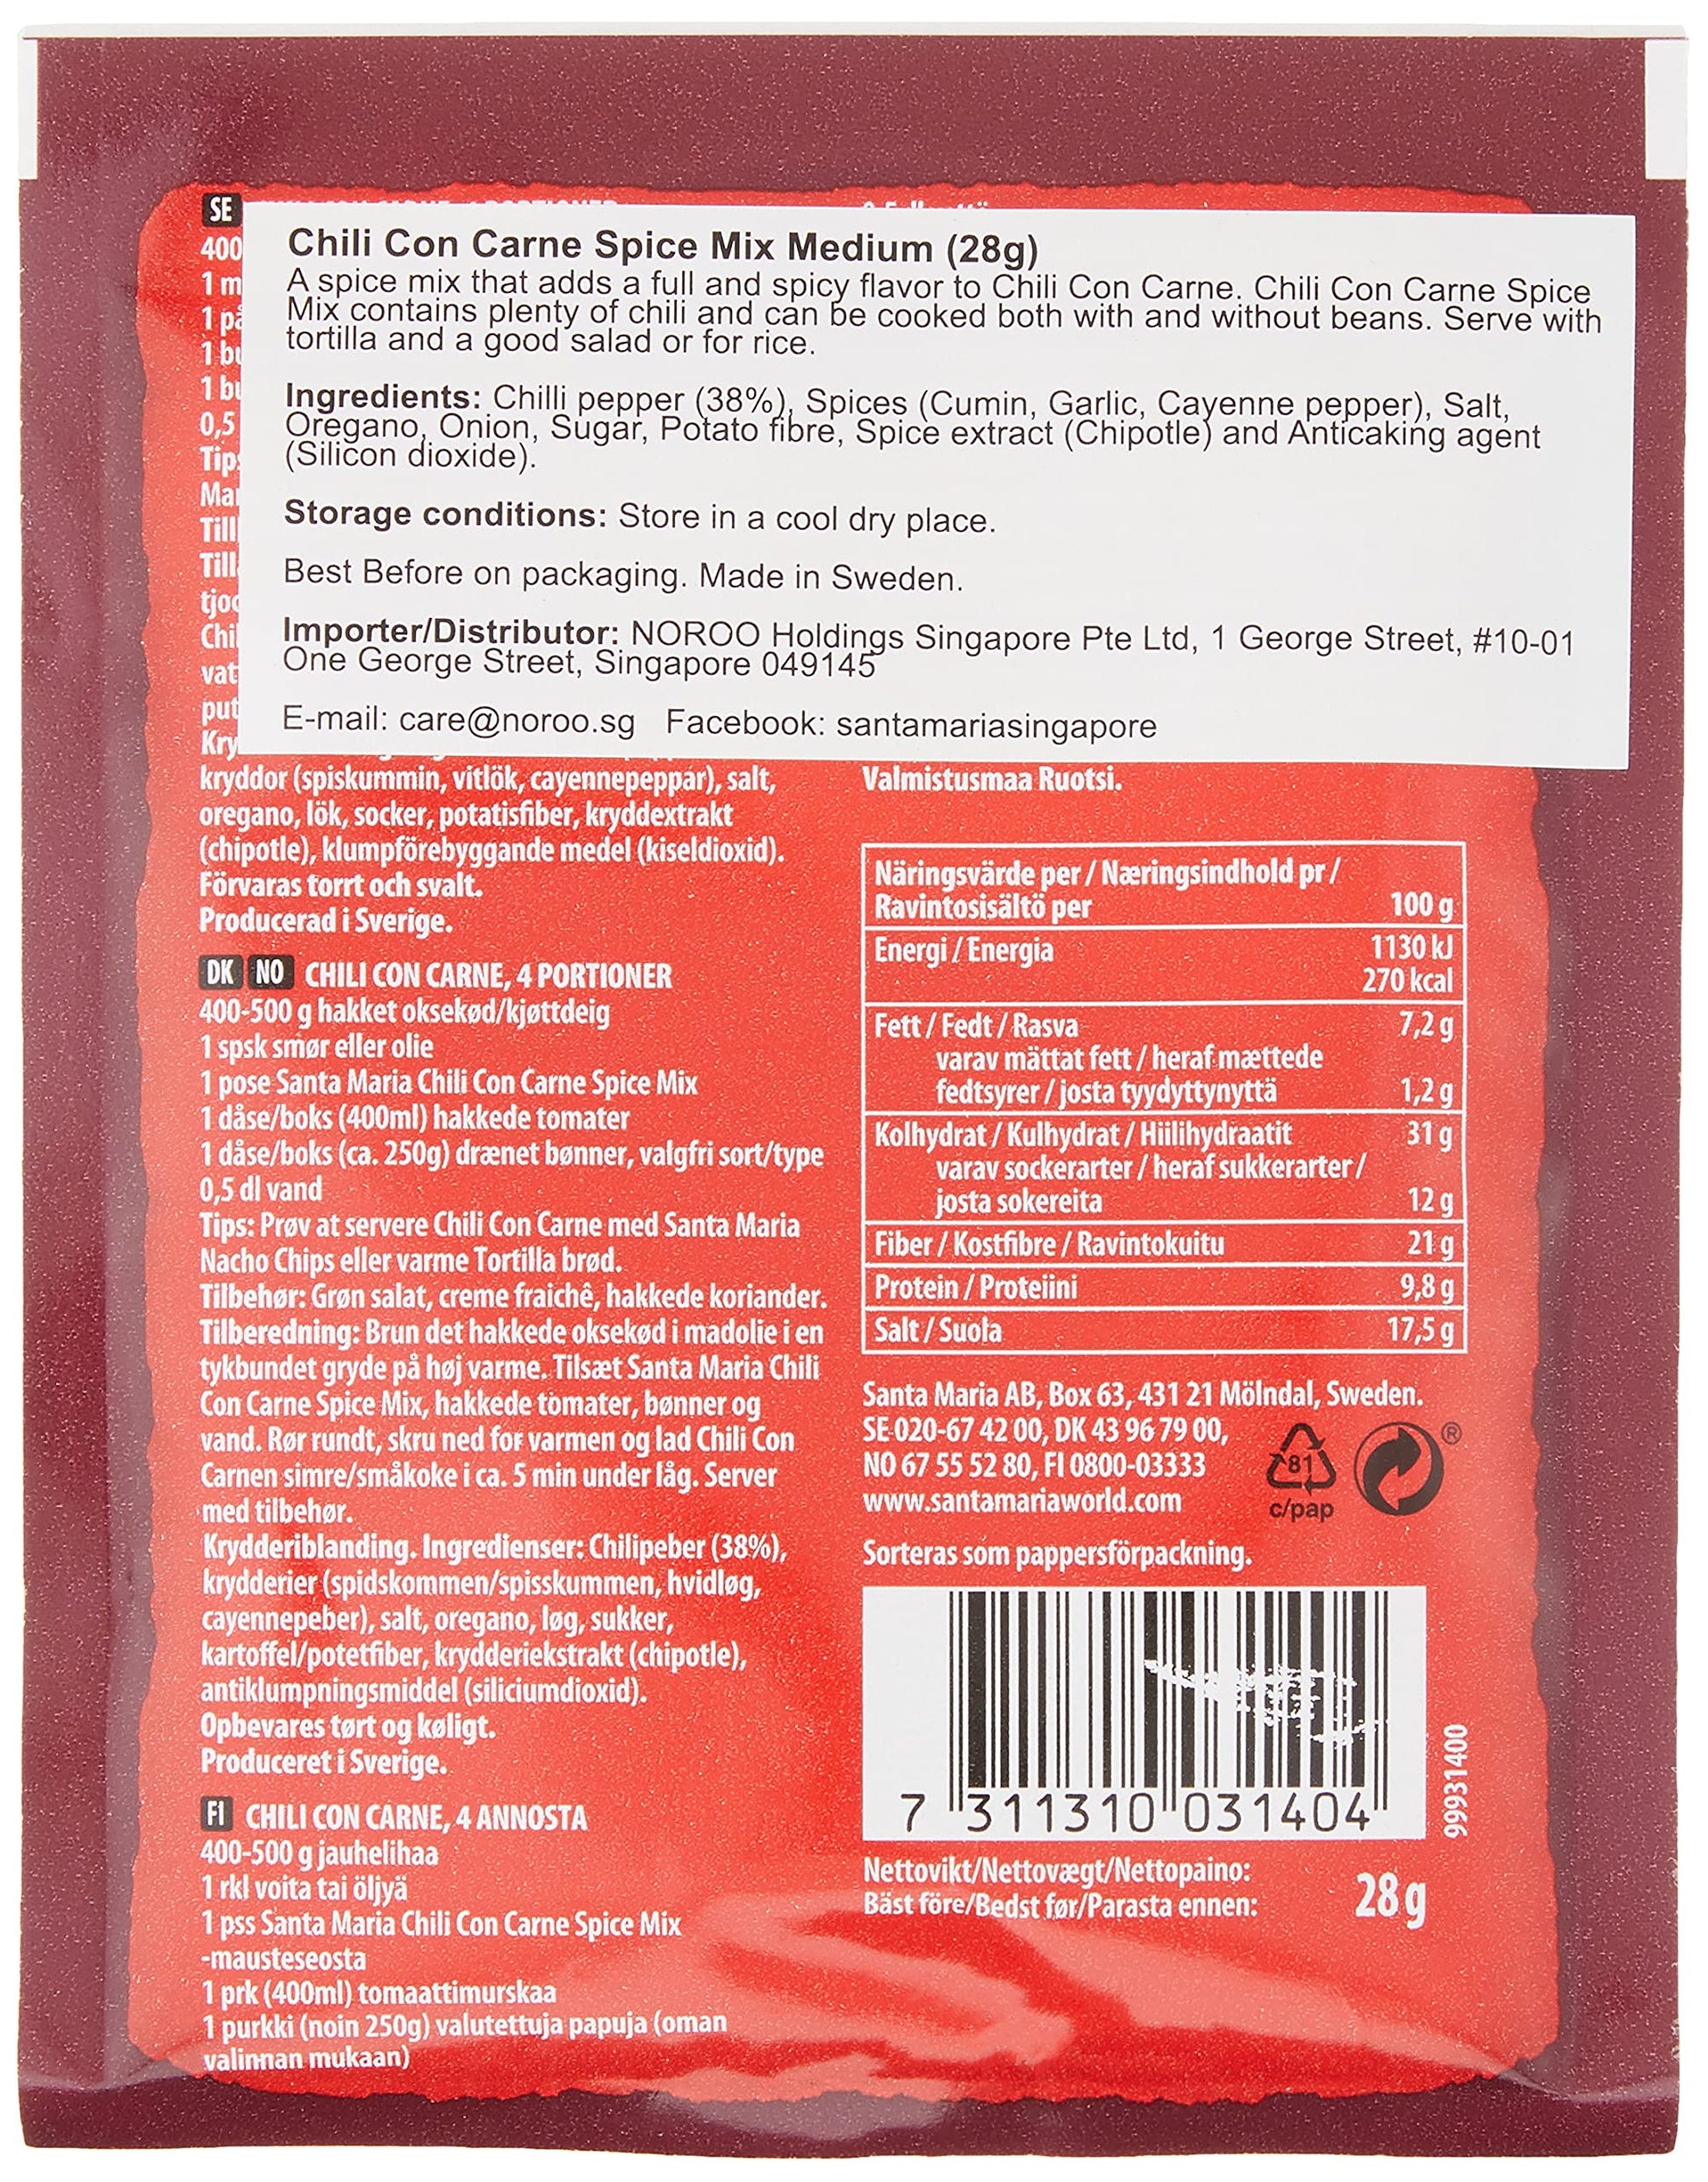 SE
400
1 m
1 bu
0,5
Chili Con Carne Spice Mix Medium (28g)
A spice mix that adds a full and spicy flavor to Chili Con Carne. Chili Con Carne Spice
Mix contains plenty of chili and can be cooked both with and without beans. Serve with
tortilla and a good salad or for rice.
Ingredients: Chilli pepper (38%), Spices (Cumin, Garlic, Cayenne pepper), Salt,
Oregano, Onion, Sugar, Potato fibre, Spice extract (Chipotle) and Anticaking agent
(Silicon dioxide).
Storage conditions: Store in a cool dry place.
Best Before on packaging. Made in Sweden.
Importer/Distributor: NOROO Holdings Singapore Pte Ltd, 1 George Street, #10-01
One George Street, Singapore 049145
E-mail: care@noroo.sg Facebook: santamariasingapore
kryddor (spiskummin, vitlök, cayennepeppar), salt,
oregano, lök, socker, potatisfiber, kryddextrakt
(chipotle), klumpförebyggande medel (kiseldioxid).
Förvaras torrt och svalt.
Producerad i Sverige.
DK NO CHILI CON CARNE, 4 PORTIONER
400-500 g hakket oksekød/kjøttdeig
1 spsk smør eller olie
1 pose Santa Maria Chili Con Carne Spice Mix
1 dåse/boks (400ml) hakkede tomater
1 dåse/boks (ca. 250g) drænet bønner, valgfri sort/type
0,5 dl vand
Tips: Prøv at servere Chili Con Carne med Santa Maria
Nacho Chips eller varme Tortilla brød.
Tilbehør: Grøn salat, creme fraichê, hakkede koriander.
Tilberedning: Brun det hakkede oksekød i madolie i en
tykbundet gryde på høj varme. Tilsæt Santa Maria Chili
Con Carne Spice Mix, hakkede tomater, bønner og
vand. Rør rundt, skru ned for varmen og lad Chili Con
Carnen simre/småkoke i ca. 5 min under låg. Server
med tilbehør.
Krydderiblanding. Ingredienser: Chilipeber (38%),
krydderier (spidskommen/spisskummen, hvidløg,
cayennepeber), salt, oregano, løg, sukker,
kartoffel/potetfiber, krydderiekstrakt (chipotle),
antiklumpningsmiddel (siliciumdioxid).
Opbevares tørt og køligt.
Produceret i Sverige.
FI CHILI CON CARNE, 4 ANNOSTA
400-500 g jauhelihaa
1 rkl voita tai öljyä
1 pss Santa Maria Chili Con Carne Spice Mix
-mausteseosta
1 prk (400ml) tomaattimurskaa
1 purkki (noin 250g) valutettuja papuja (oman
valinnan mukaan)
Valmistusmaa Ruotsi.
Näringsvärde per / Næringsindhold pr /
Ravintosisältö per 100 g
Energi / Energia 1130 kJ
270 kcal
Fett / Fedt / Rasva 7,2 g
varav mättat fett / heraf mættede
fedtsyrer / josta tyydyttynyttä 1,2 g
Kolhydrat / Kulhydrat / Hiilihydraatit 31 g
varav sockerarter / heraf sukkerarter /
josta sokereita 12 g
Fiber / Kostfibre / Ravintokuitu 21 g
Protein / Proteiini 9,8 g
Salt / Suola 17,5 g
Santa Maria AB, Box 63, 431 21 Mölndal, Sweden.
SE 020-67 42 00, DK 43 96 79 00,
NO 67 55 52 80, FI 0800-03333
www.santamariaworld.com
81
c/pap
®
Sorteras som pappersförpackning.
7 311310 031404
99931400
Nettovikt/Nettovægt/Nettopaino: 28 g
Bäst före/Bedst før/Parasta ennen: